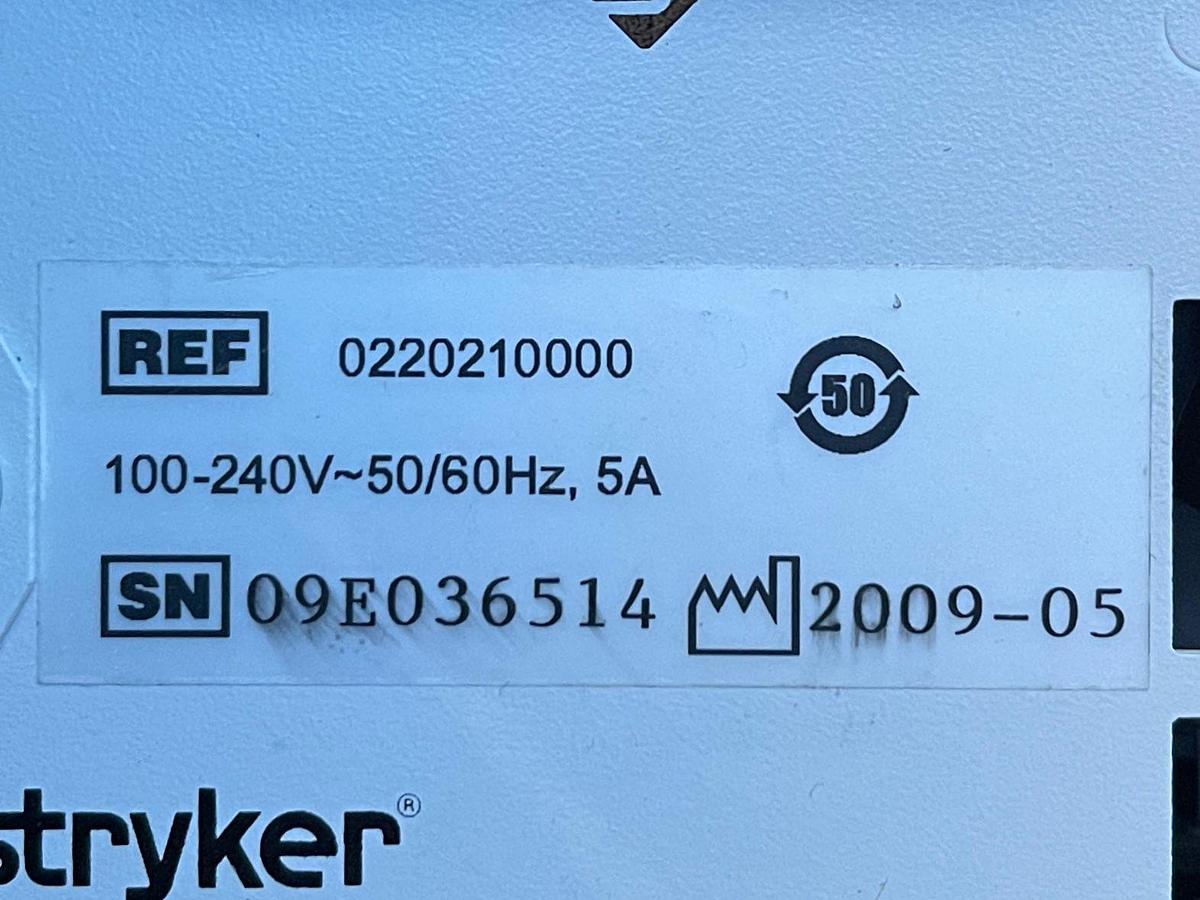 REF 0220210000
50
100-240V~50/60Hz, 5A
SN 09E036514 2009-05
stryker®